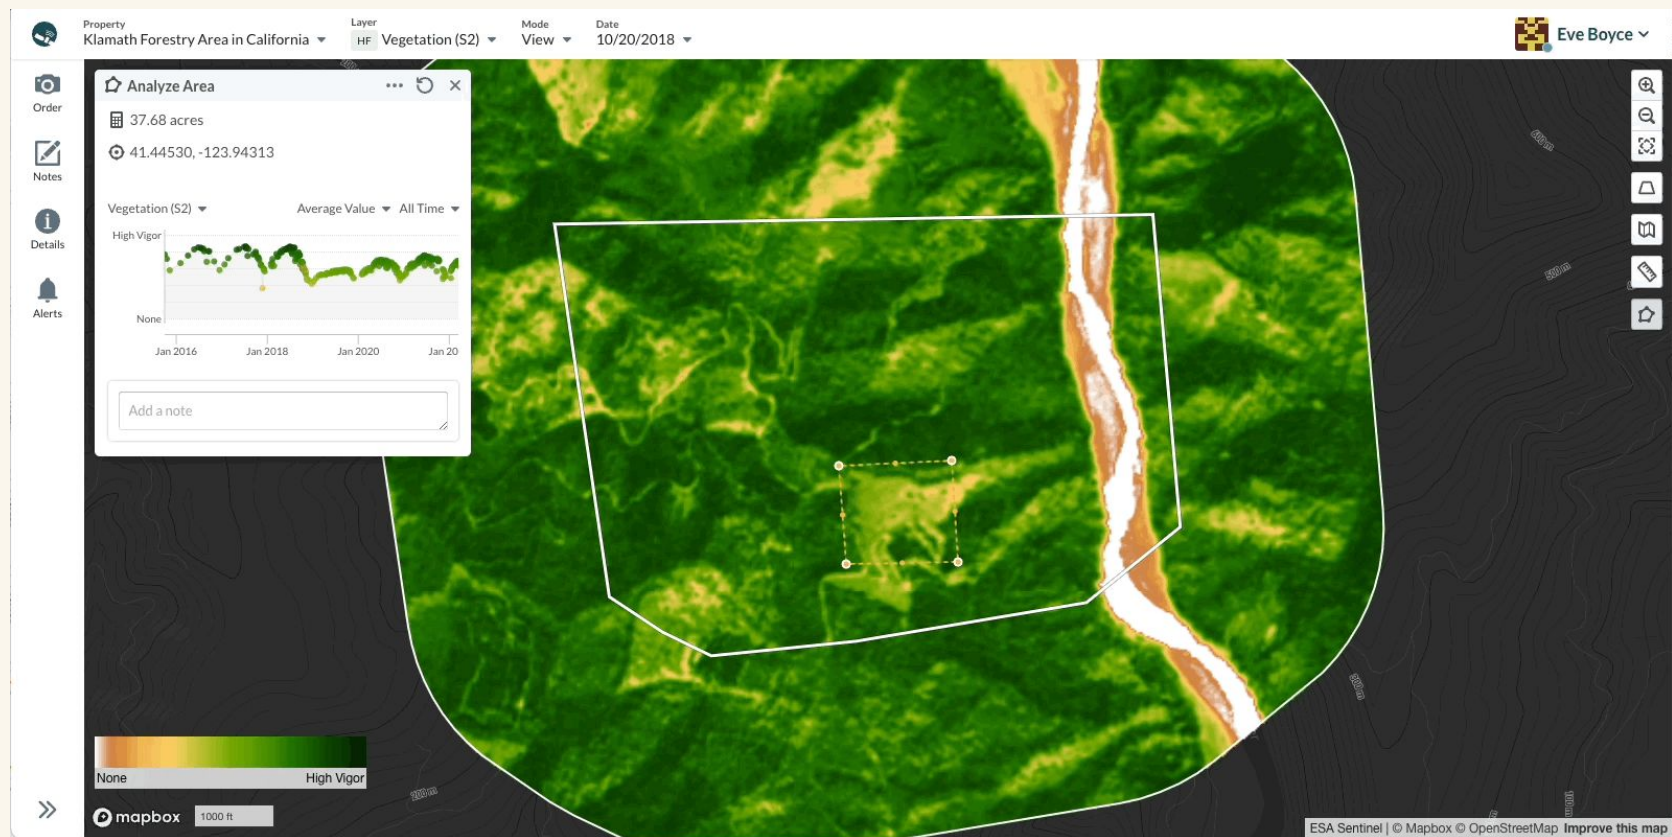 Property
Klamath Forestry Area in California
Layer
HF Vegetation (S2)
Mode
View
Date
10/20/2018
Eve Boyce
Order
Notes
Details
Alerts
Analyze Area
37.68 acres
41.44530, -123.94313
Vegetation (S2)
Average Value
All Time
High Vigor
None
Jan 2016
Jan 2018
Jan 2020
Jan 20
Add a note
500 m
200 m
None
High Vigor
mapbox
1000 ft
ESA Sentinel | © Mapbox © OpenStreetMap Improve this map